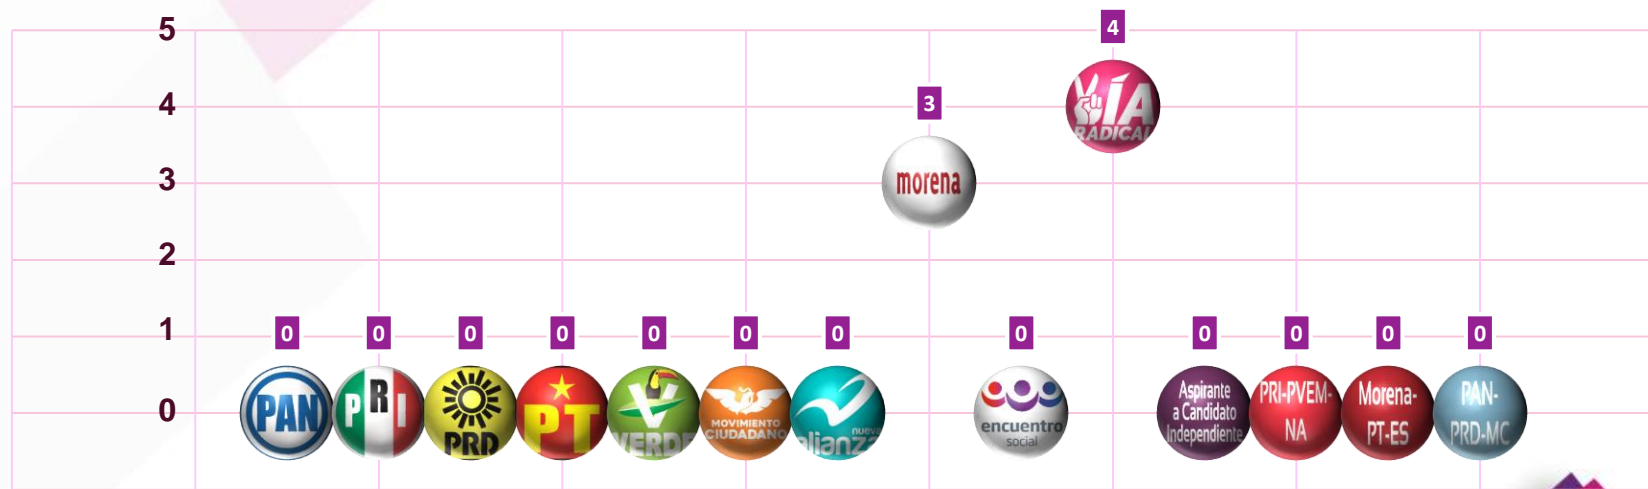 5
4
4
3
VÍA
RADICAL
3
morena
2
1
0
0
0
0
0
0
0
0
0
0
0
0
0
PAN
PRI
PRD
PT
VERDE
MOVIMIENTO
CIUDADANO
nueva
alianza
encuentro
social
Aspirante
a Candidato
Independiente
PRI-PVEM-
NA
Morena-
PT-ES
PAN-
PRD-MC